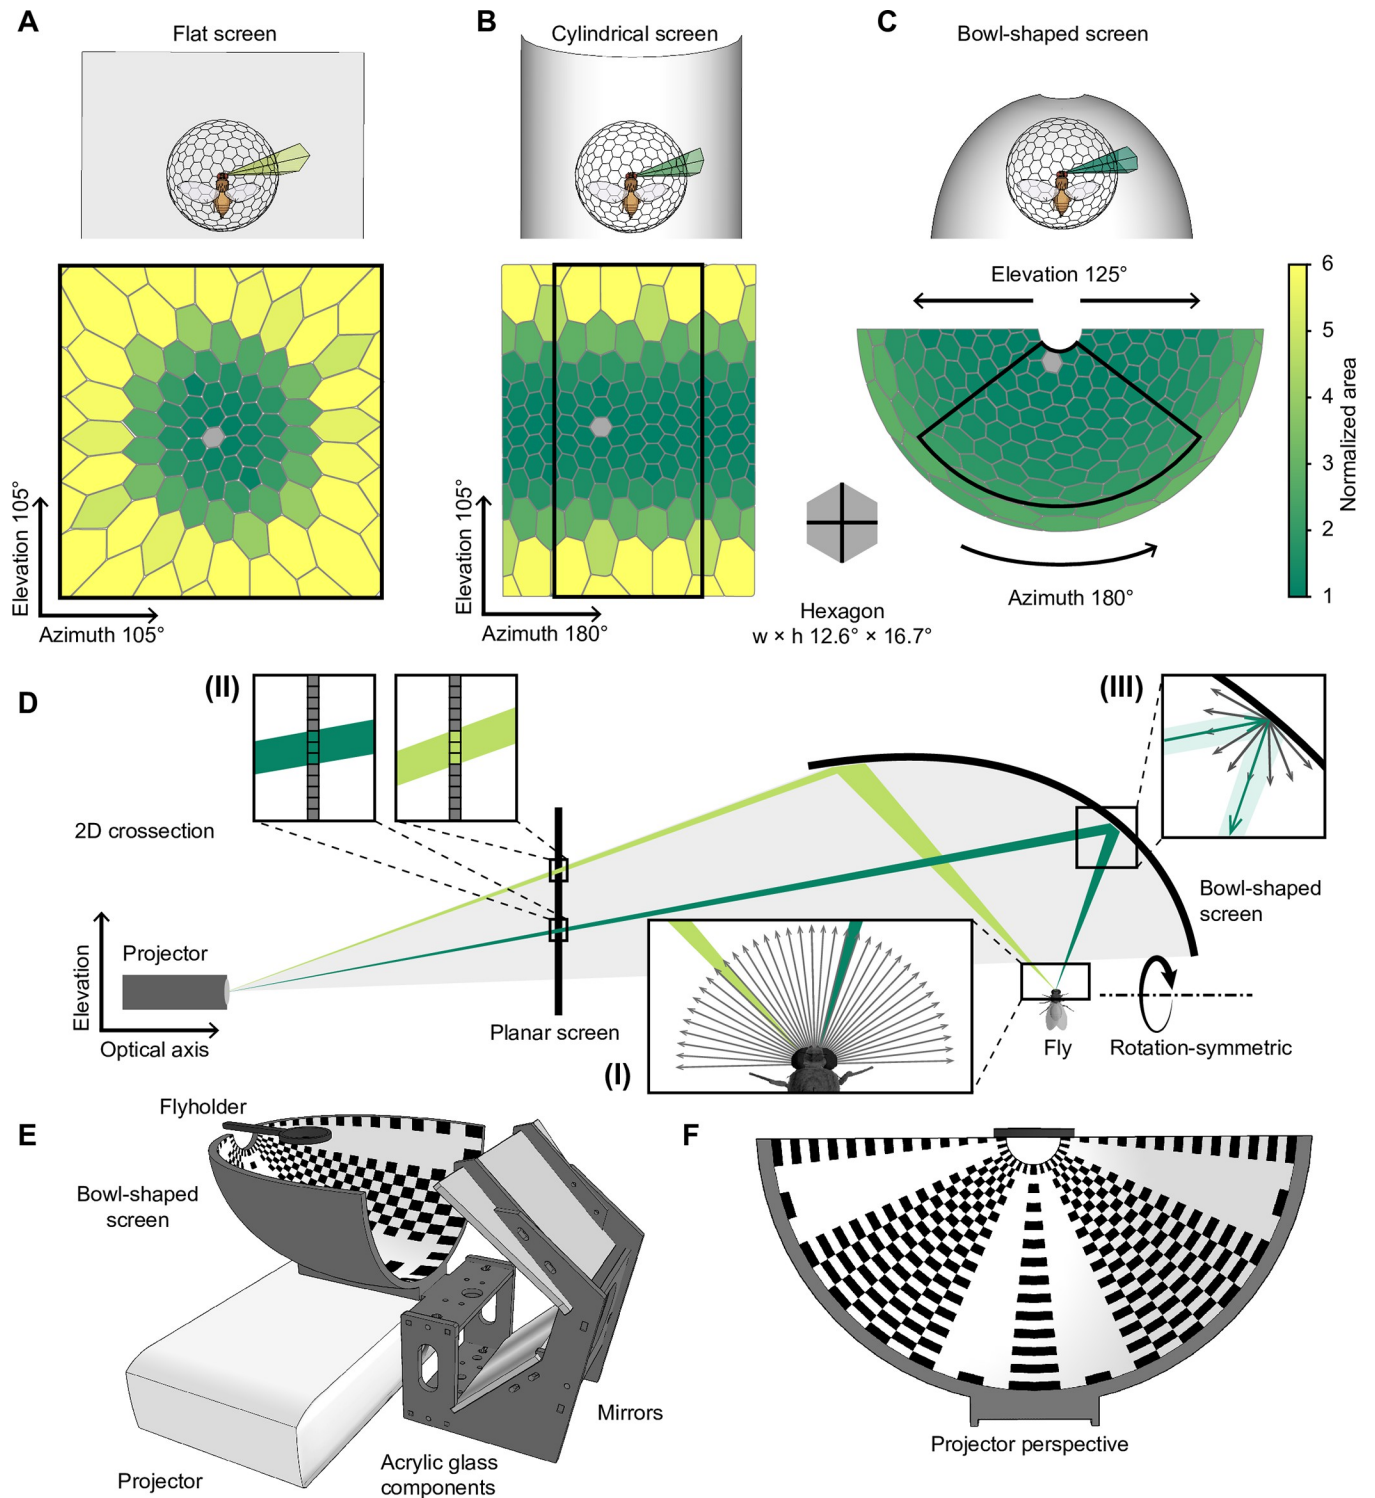 A
Flat screen
B
Cylindrical screen
C
Bowl-shaped screen
Elevation 105°
Azimuth 105°
Elevation 105°
Azimuth 180°
Hexagon
w × h 12.6° × 16.7°
Elevation 125°
Azimuth 180°
6
5
4
3
2
1
Normalized area
D
(II)
(III)
2D crossection
Elevation
Projector
Optical axis
Planar screen
(I)
Bowl-shaped
screen
Fly
Rotation-symmetric
E
Flyholder
Bowl-shaped
screen
Projector
Acrylic glass
components
Mirrors
F
Projector perspective